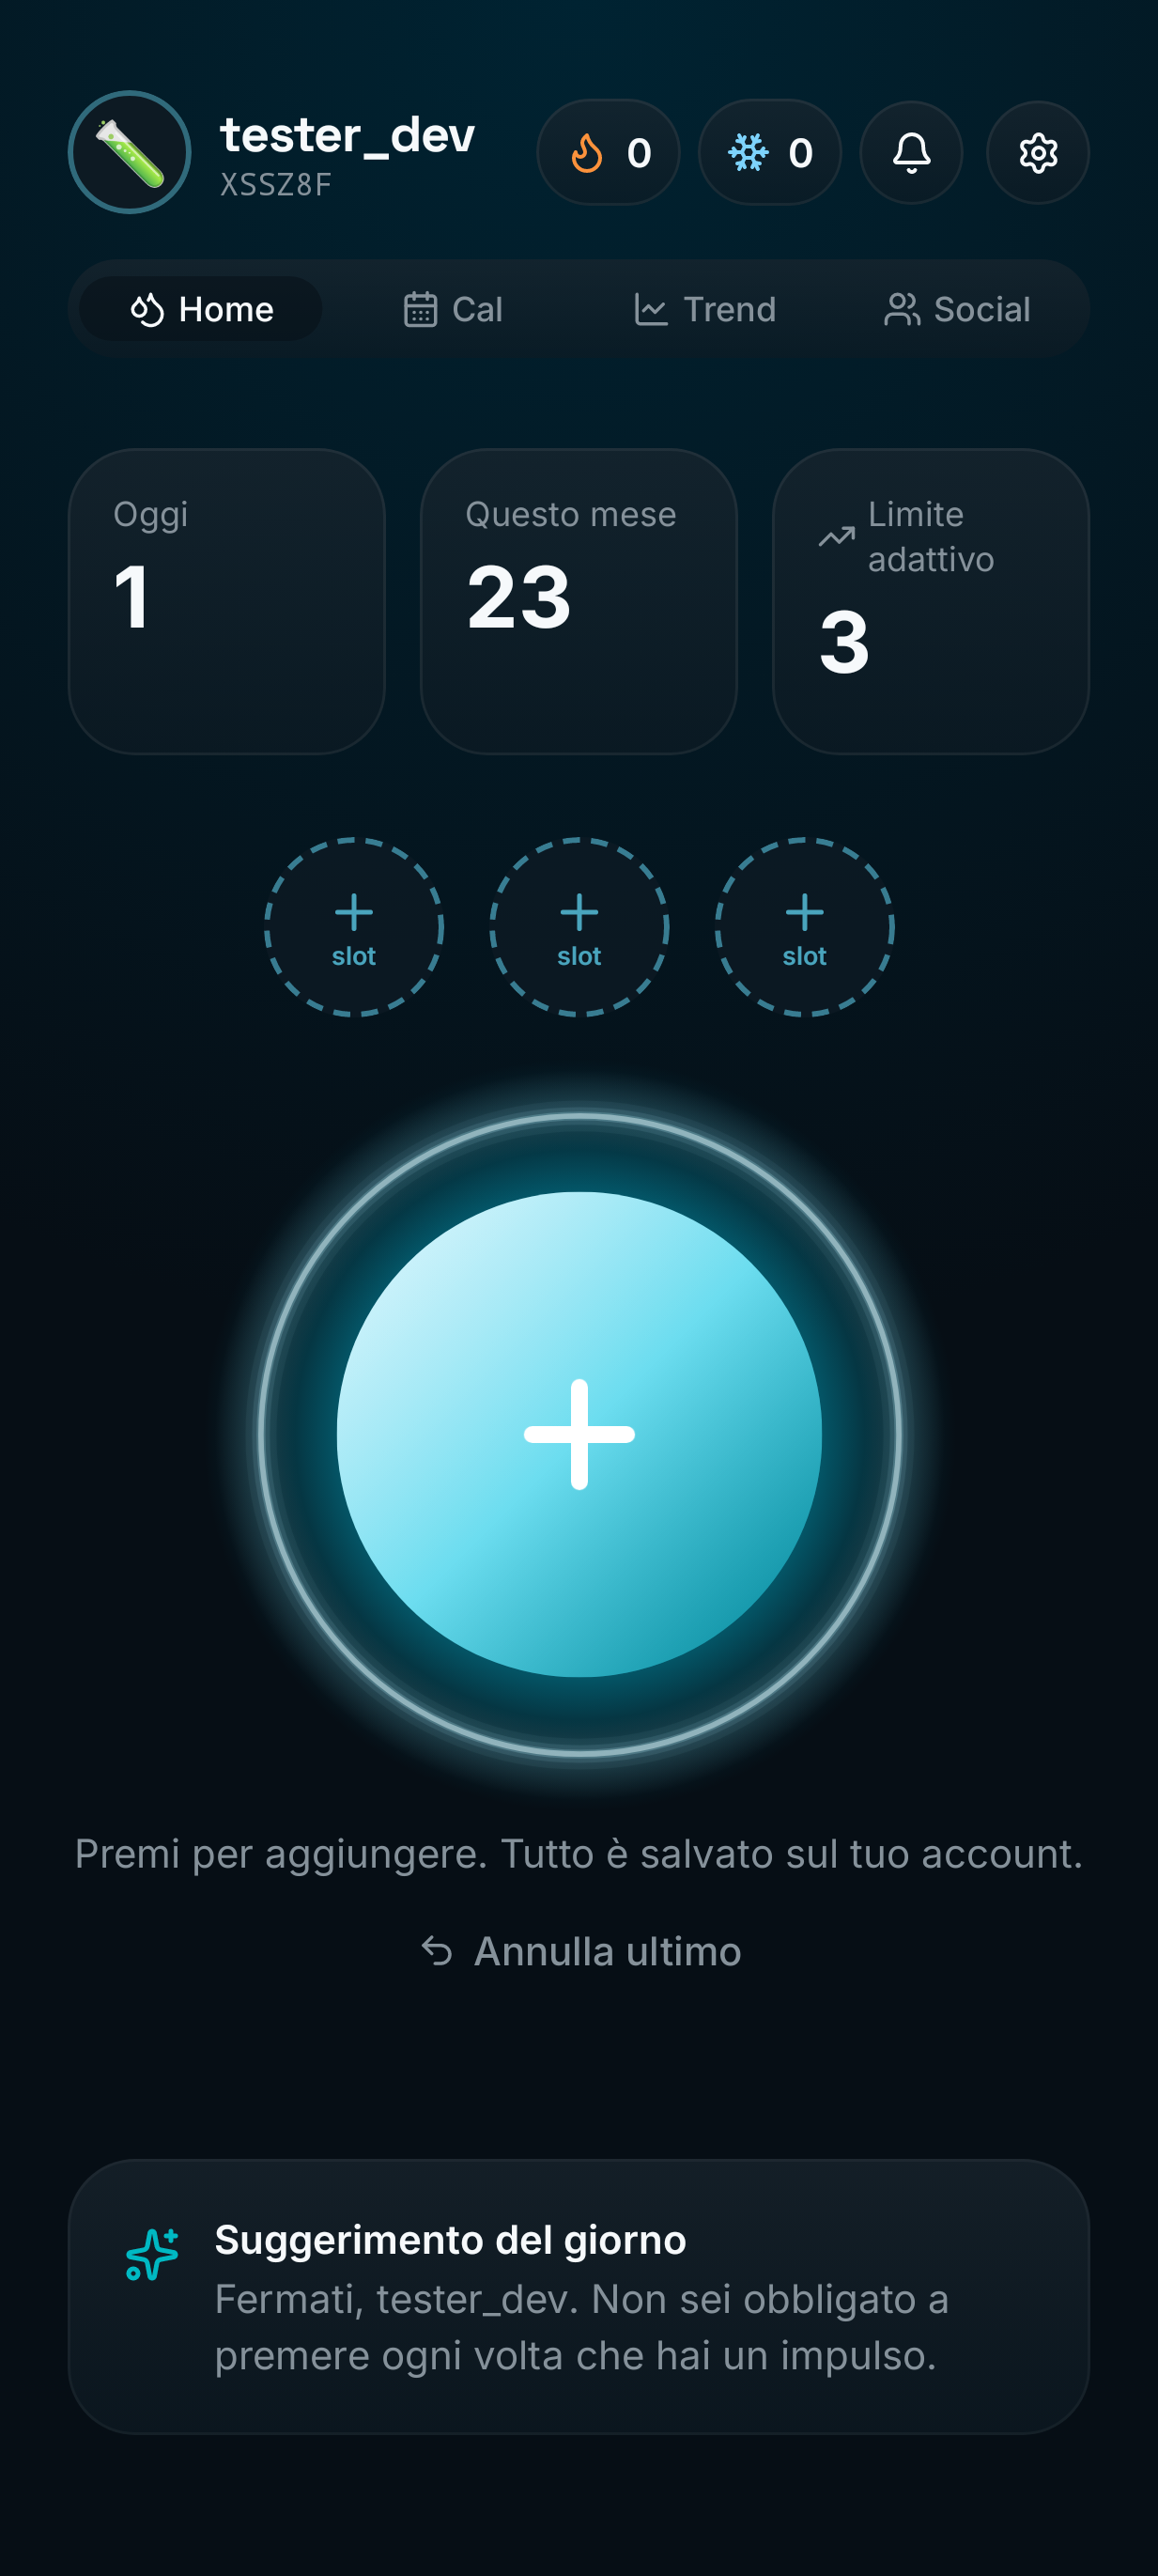 tester_dev
XSSZ8F
0
0
Home
Cal
Trend
Social
Oggi
1
Questo mese
23
Limite
adattivo
3
slot
slot
slot
Premi per aggiungere. Tutto è salvato sul tuo account.
Annulla ultimo
Suggerimento del giorno
Fermati, tester_dev. Non sei obbligato a
premere ogni volta che hai un impulso.